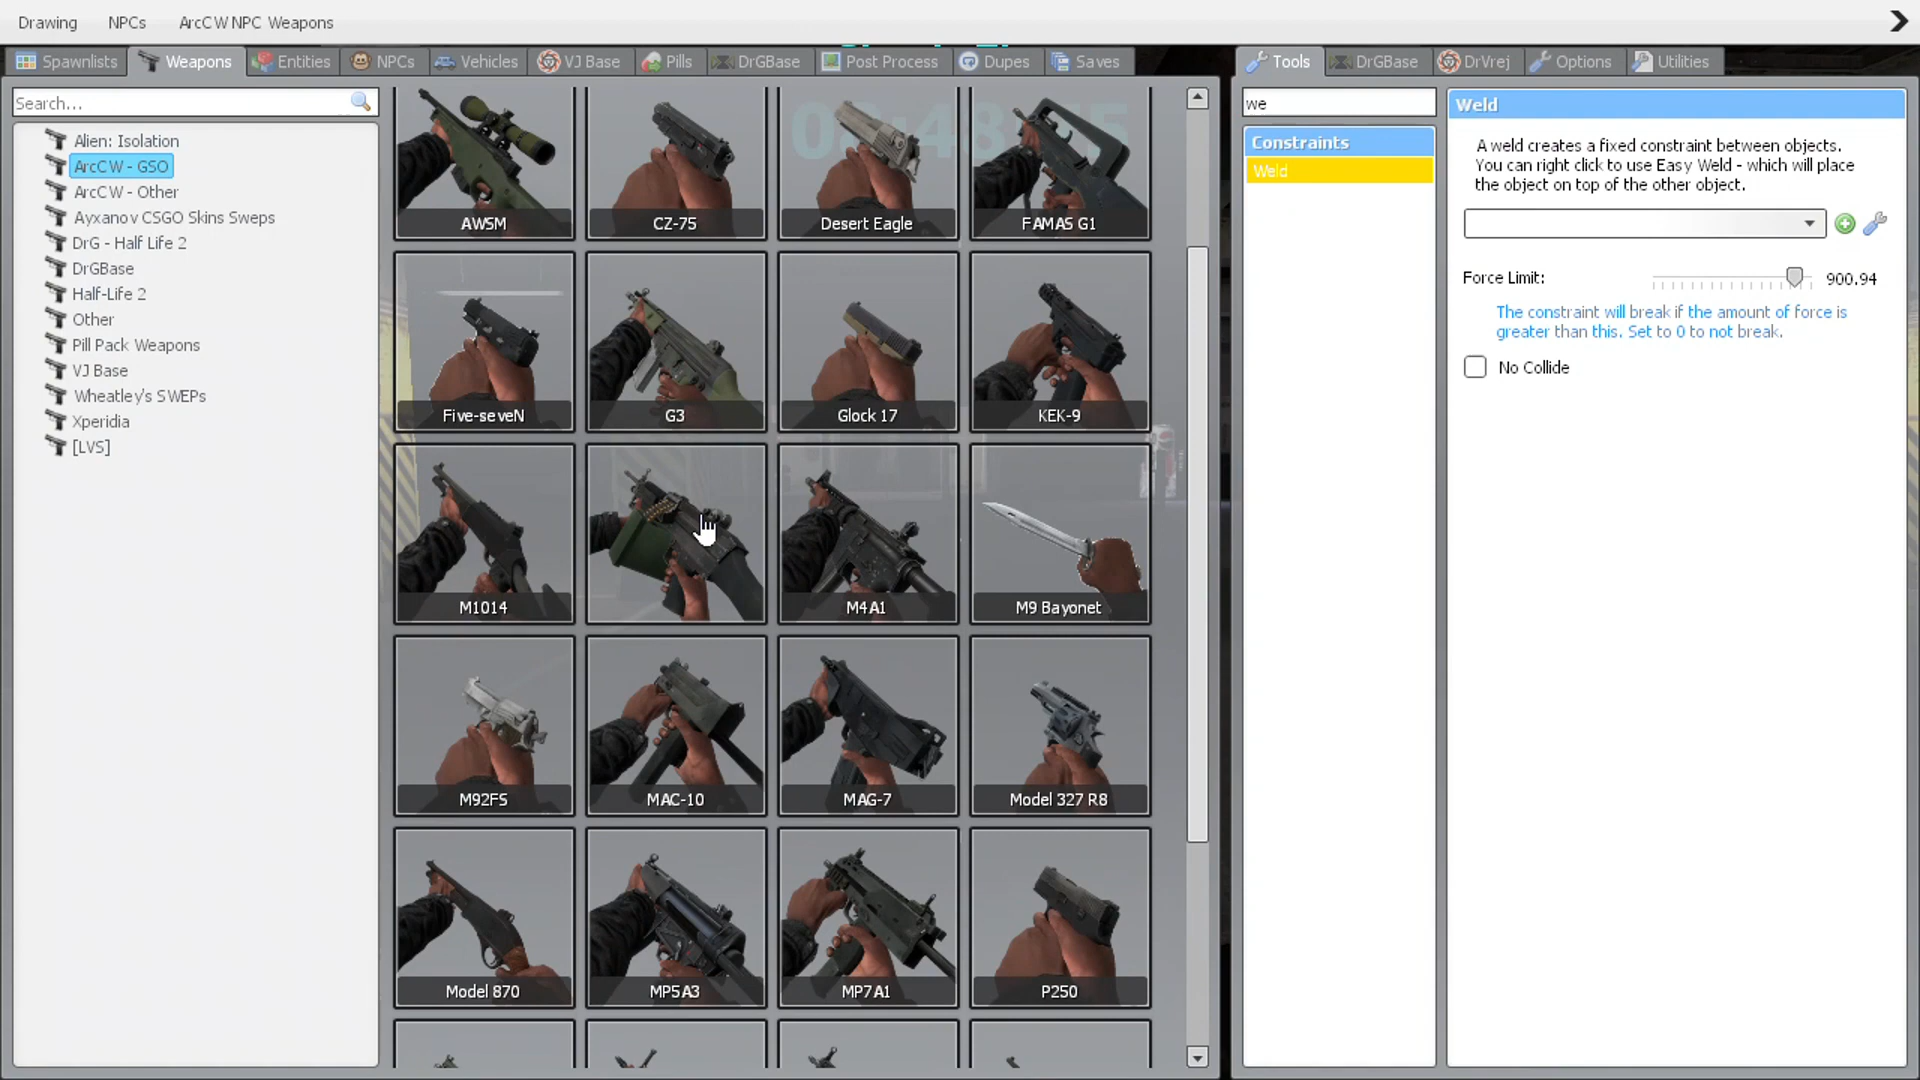 Drawing NPCs ArcCW NPC Weapons
Spawnlists Weapons Entities NPCs Vehicles VJ Base Pills DrGBase Post Process Dupes Saves
Tools DrGBase DrVrej Options Utilities
Search...
Alien: Isolation
ArcCW - GSO
ArcCW - Other
Ayxanov CSGO Skins Sweps
DrG - Half Life 2
DrGBase
Half-Life 2
Other
Pill Pack Weapons
VJ Base
Wheatley's SWEPs
Xperidia
[LVS]
AWSM CZ-75 Desert Eagle FAMAS G1
Five-seveN G3 Glock 17 KEK-9
M1014 M4A1 M9 Bayonet
M92FS MAC-10 MAG-7 Model 327 R8
Model 870 MP5A3 MP7A1 P250
we
Constraints
Weld
Weld
A weld creates a fixed constraint between objects.
You can right click to use Easy Weld - which will place
the object on top of the other object.
Force Limit: 900.94
The constraint will break if the amount of force is
greater than this. Set to 0 to not break.
No Collide